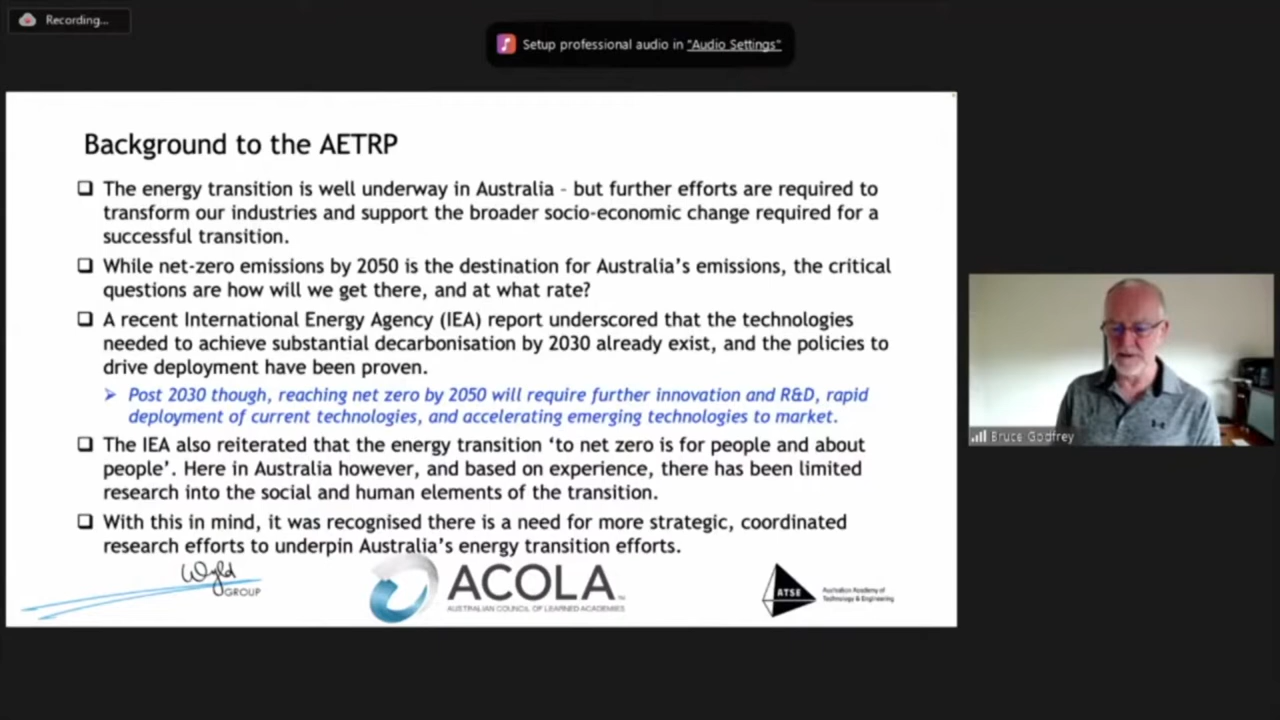 Recording...
Setup professional audio in "Audio Settings"
Background to the AETRP
The energy transition is well underway in Australia – but further efforts are required to
transform our industries and support the broader socio-economic change required for a
successful transition.
While net-zero emissions by 2050 is the destination for Australia's emissions, the critical
questions are how will we get there, and at what rate?
A recent International Energy Agency (IEA) report underscored that the technologies
needed to achieve substantial decarbonisation by 2030 already exist, and the policies to
drive deployment have been proven.
Post 2030 though, reaching net zero by 2050 will require further innovation and R&D, rapid
deployment of current technologies, and accelerating emerging technologies to market.
The IEA also reiterated that the energy transition 'to net zero is for people and about
people'. Here in Australia however, and based on experience, there has been limited
research into the social and human elements of the transition.
With this in mind, it was recognised there is a need for more strategic, coordinated
research efforts to underpin Australia's energy transition efforts.
Wyld
GROUP
ACOLA
AUSTRALIAN COUNCIL OF LEARNED ACADEMIES
ATSE
Australian Academy of
Technology & Engineering
Bruce Godfrey